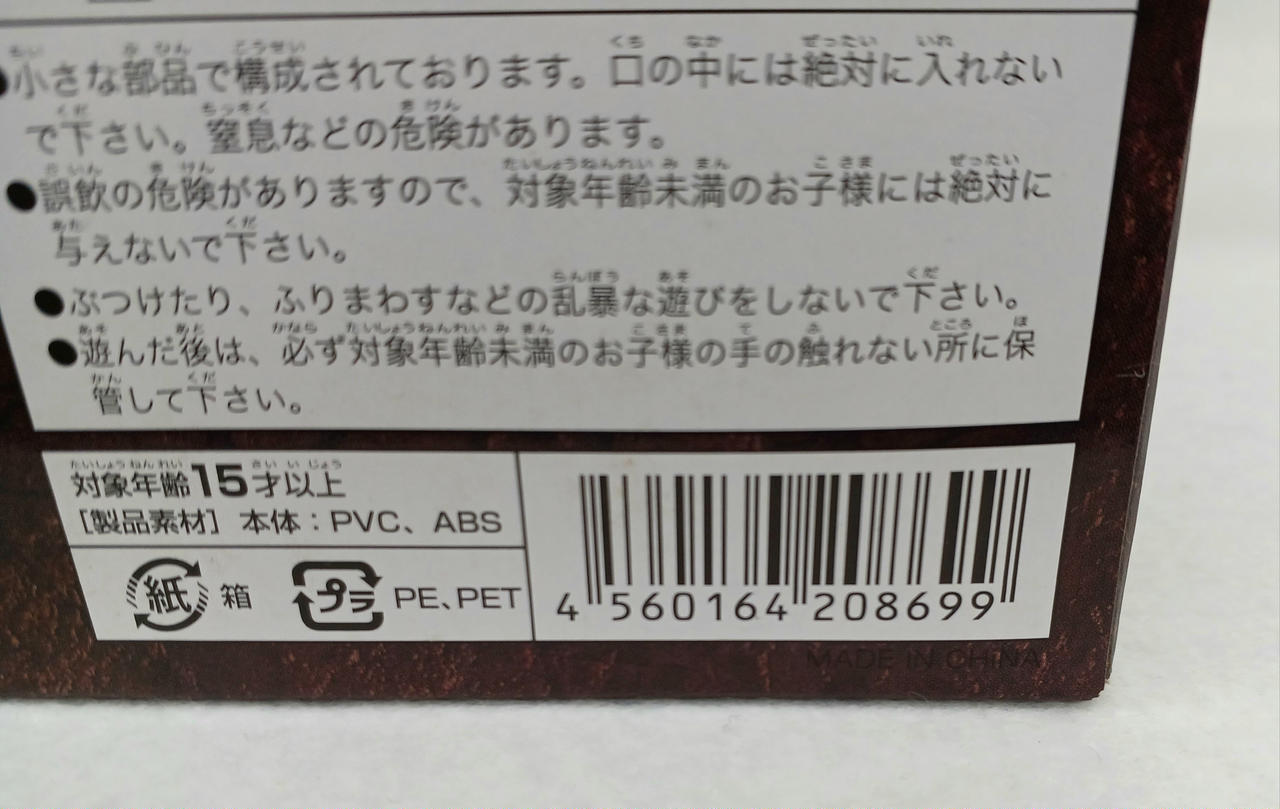 ●小さな部品で構成されております。口の中には絶対に入れない
で下さい。窒息などの危険があります。
●誤飲の危険がありますので、対象年齢未満のお子様には絶対に
与えないで下さい。
●ぶつけたり、ふりまわすなどの乱暴な遊びをしないで下さい。
●遊んだ後は、必ず対象年齢未満のお子様の手の触れない所に保
管して下さい。
対象年齢15才以上
［製品素材］ 本体：PVC、ABS
紙 箱 プラ PE、PET
4 560164 208699
MADE IN CHINA